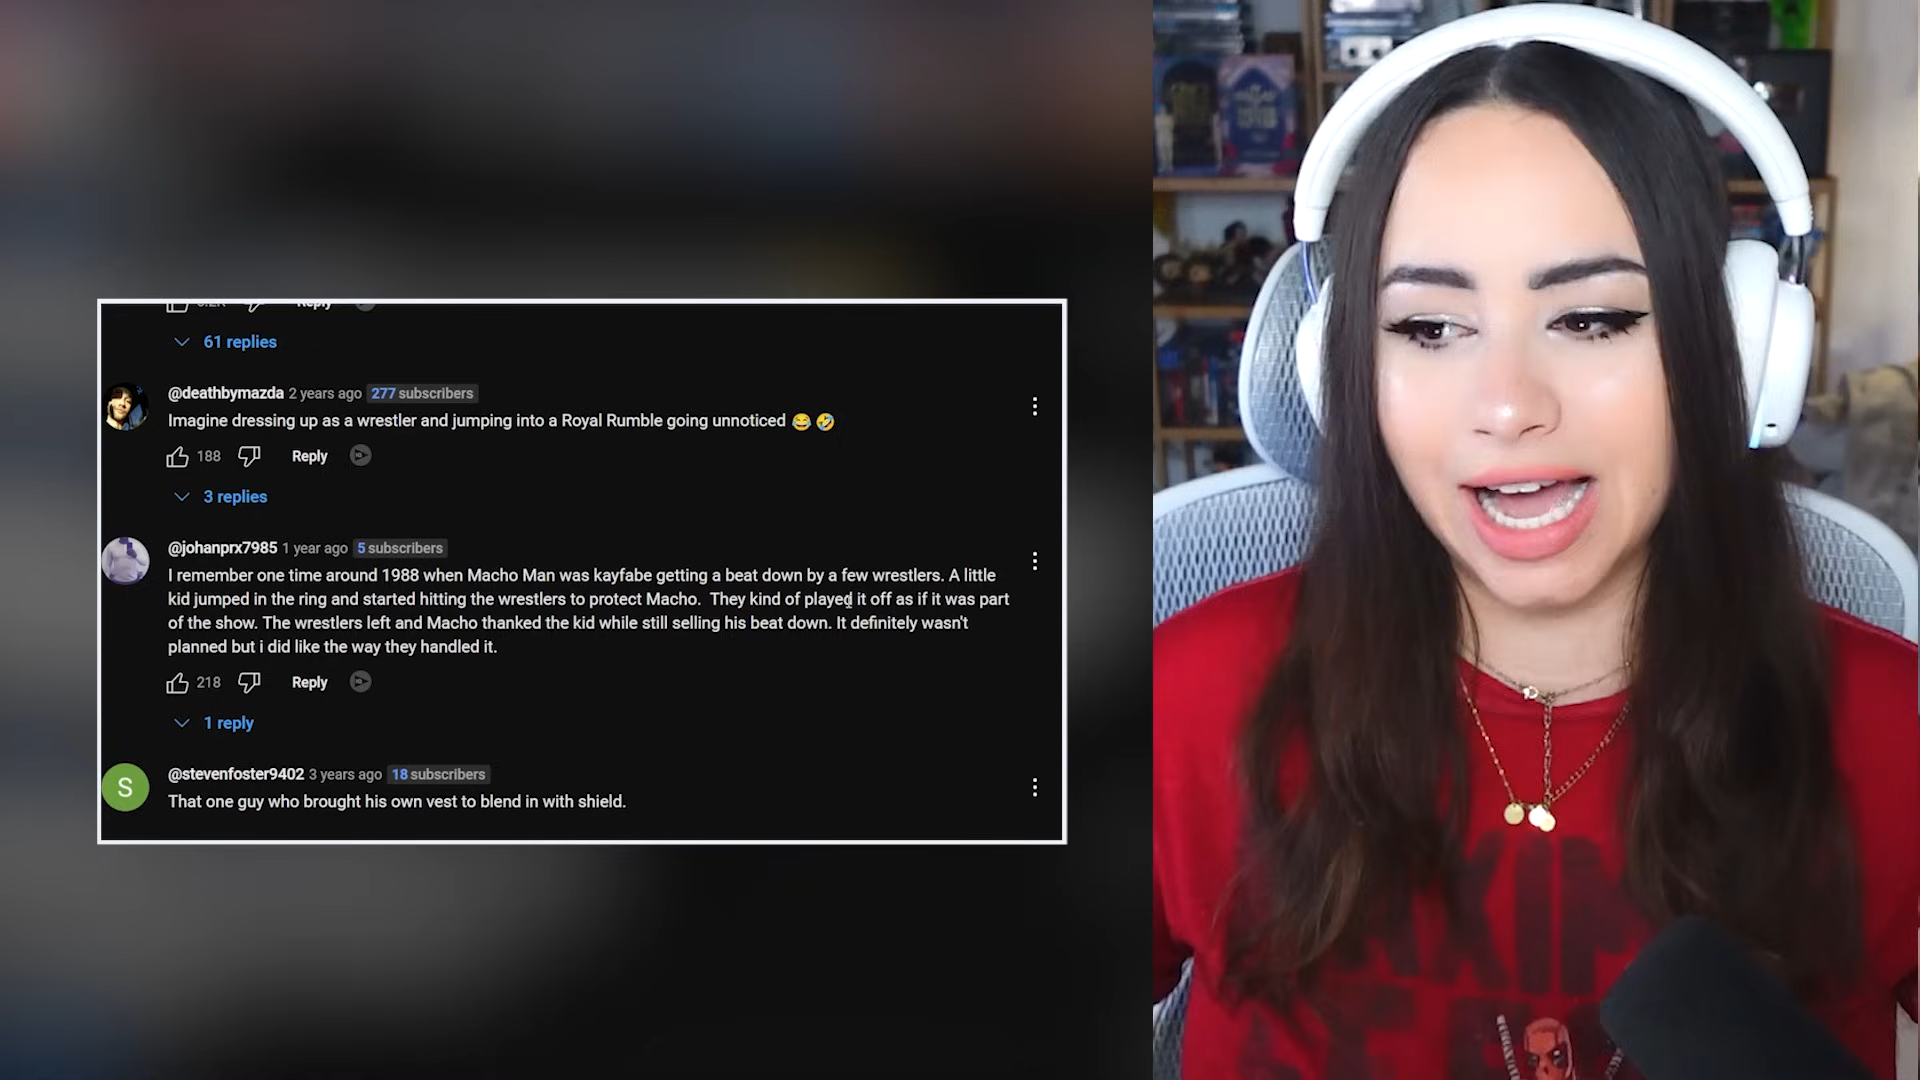 Reply
61 replies
@deathbymazda 2 years ago 277 subscribers
Imagine dressing up as a wrestler and jumping into a Royal Rumble going unnoticed 😂 🤣
188 Reply
3 replies
@johanprx7985 1 year ago 5 subscribers
I remember one time around 1988 when Macho Man was kayfabe getting a beat down by a few wrestlers. A little
kid jumped in the ring and started hitting the wrestlers to protect Macho. They kind of played it off as if it was part
of the show. The wrestlers left and Macho thanked the kid while still selling his beat down. It definitely wasn't
planned but i did like the way they handled it.
218 Reply
1 reply
S
@stevenfoster9402 3 years ago 18 subscribers
That one guy who brought his own vest to blend in with shield.